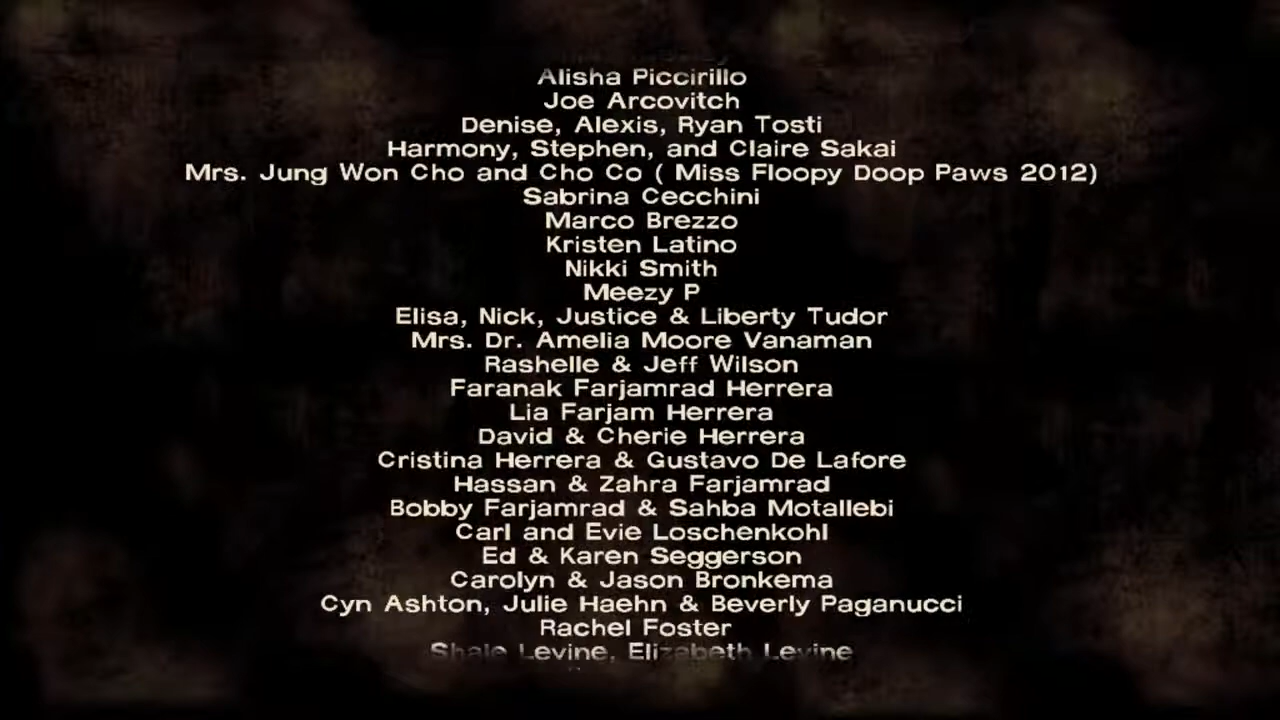 Alisha Piccirillo
Joe Arcovitch
Denise, Alexis, Ryan Tosti
Harmony, Stephen, and Claire Sakai
Mrs. Jung Won Cho and Cho Co ( Miss Floopy Doop Paws 2012)
Sabrina Cecchini
Marco Brezzo
Kristen Latino
Nikki Smith
Meezy P
Elisa, Nick, Justice & Liberty Tudor
Mrs. Dr. Amelia Moore Vanaman
Rashelle & Jeff Wilson
Faranak Farjamrad Herrera
Lia Farjam Herrera
David & Cherie Herrera
Cristina Herrera & Gustavo De Lafore
Hassan & Zahra Farjamrad
Bobby Farjamrad & Sahba Motallebi
Carl and Evie Loschenkohl
Ed & Karen Seggerson
Carolyn & Jason Bronkema
Cyn Ashton, Julie Haehn & Beverly Paganucci
Rachel Foster
Shale Levine, Elizabeth Levine